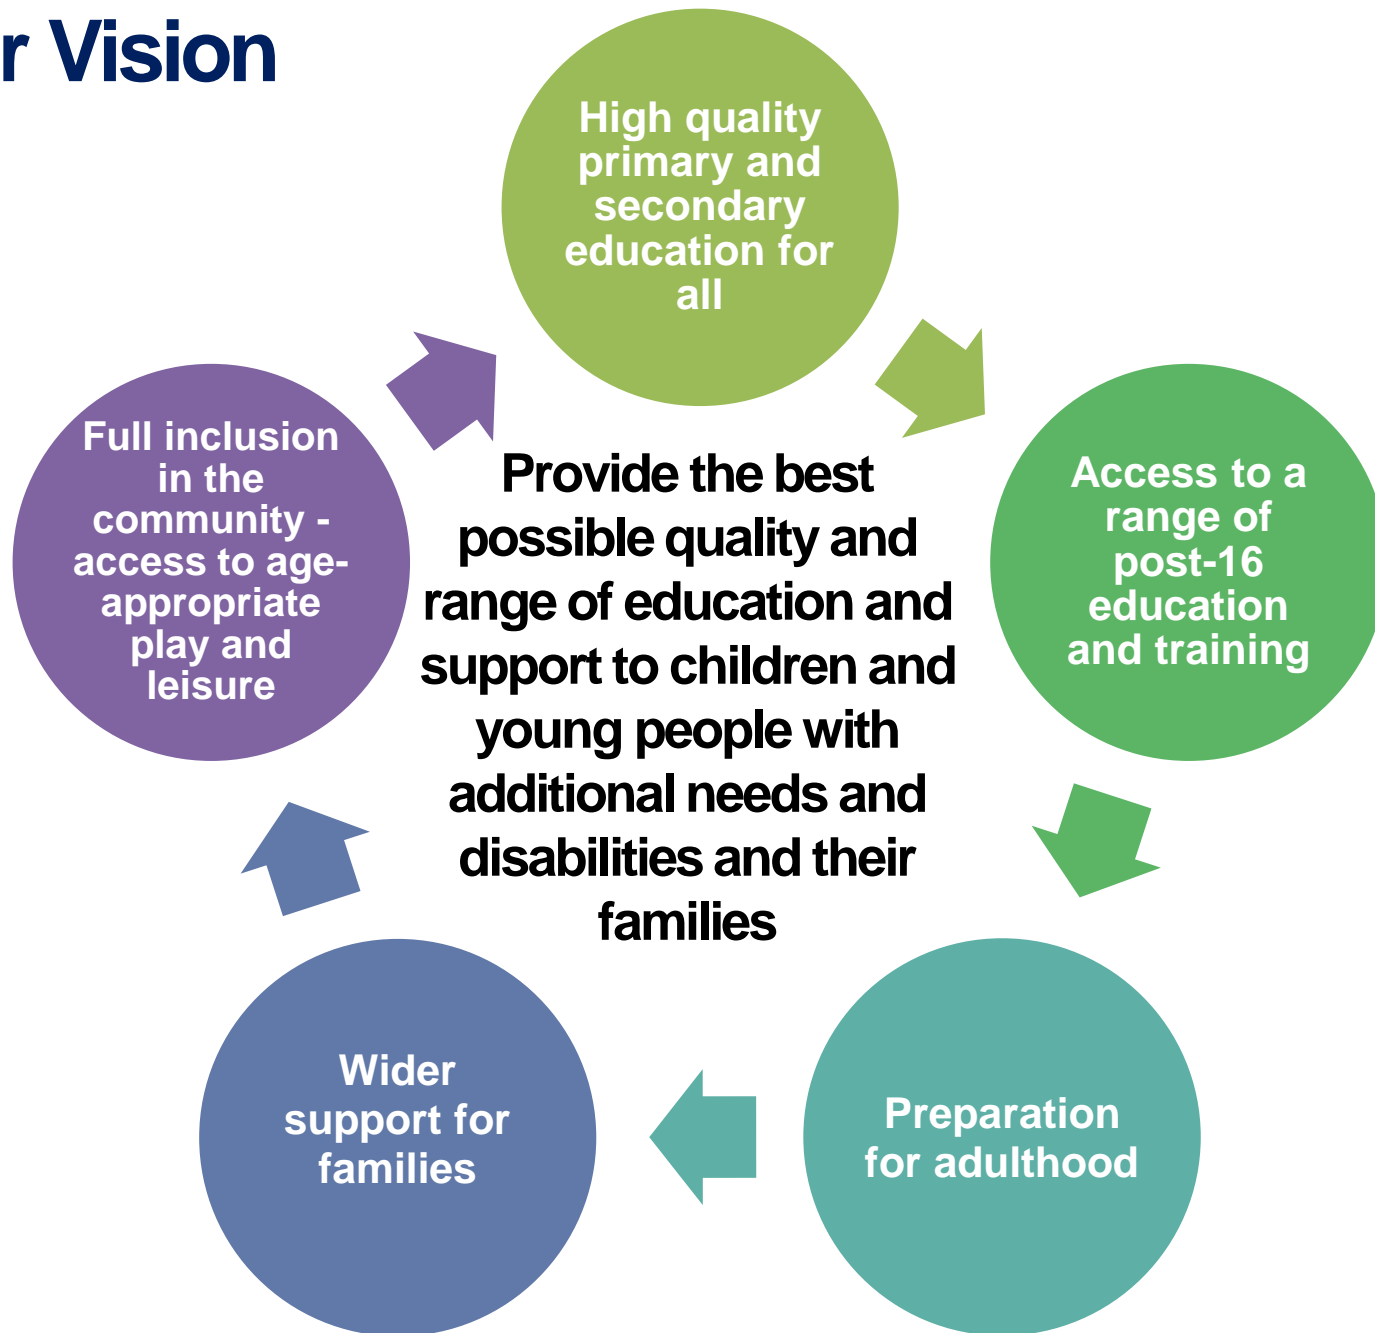 r Vision
High quality
primary and
secondary
education for
all
Access to a
range of
post-16
education
and training
Preparation
for adulthood
Wider
support for
families
Full inclusion
in the
community -
access to age-
appropriate
play and
leisure
Provide the best
possible quality and
range of education and
support to children and
young people with
additional needs and
disabilities and their
families